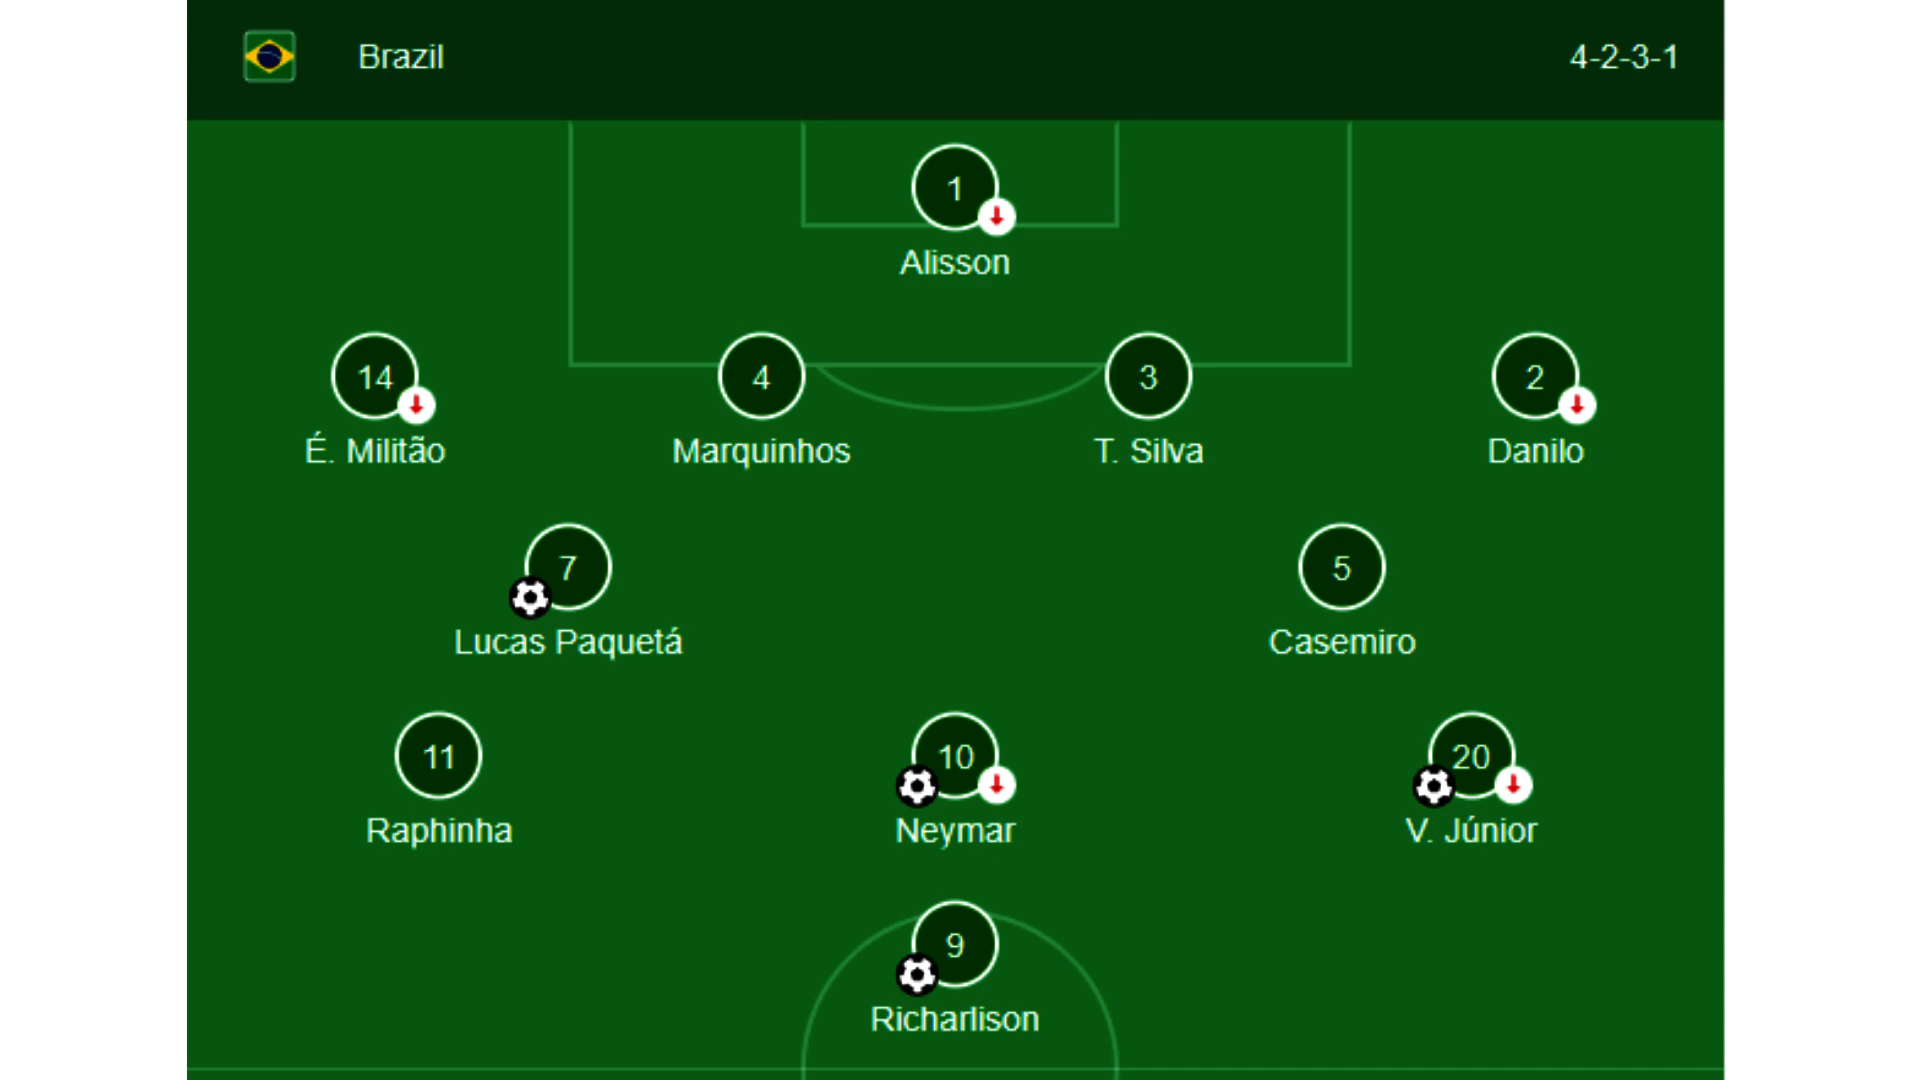 Brazil 4-2-3-1
1
Alisson
14 4 3 2
É. Militão Marquinhos T. Silva Danilo
7 5
Lucas Paquetá Casemiro
11 10 20
Raphinha Neymar V. Júnior
9
Richarlison